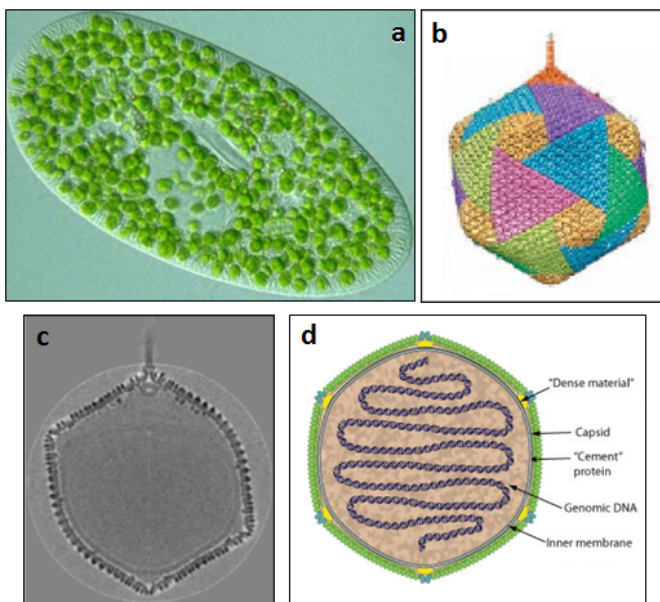 a
b
c
d
"Dense material"
Capsid
"Cement"
protein
Genomic DNA
Inner membrane